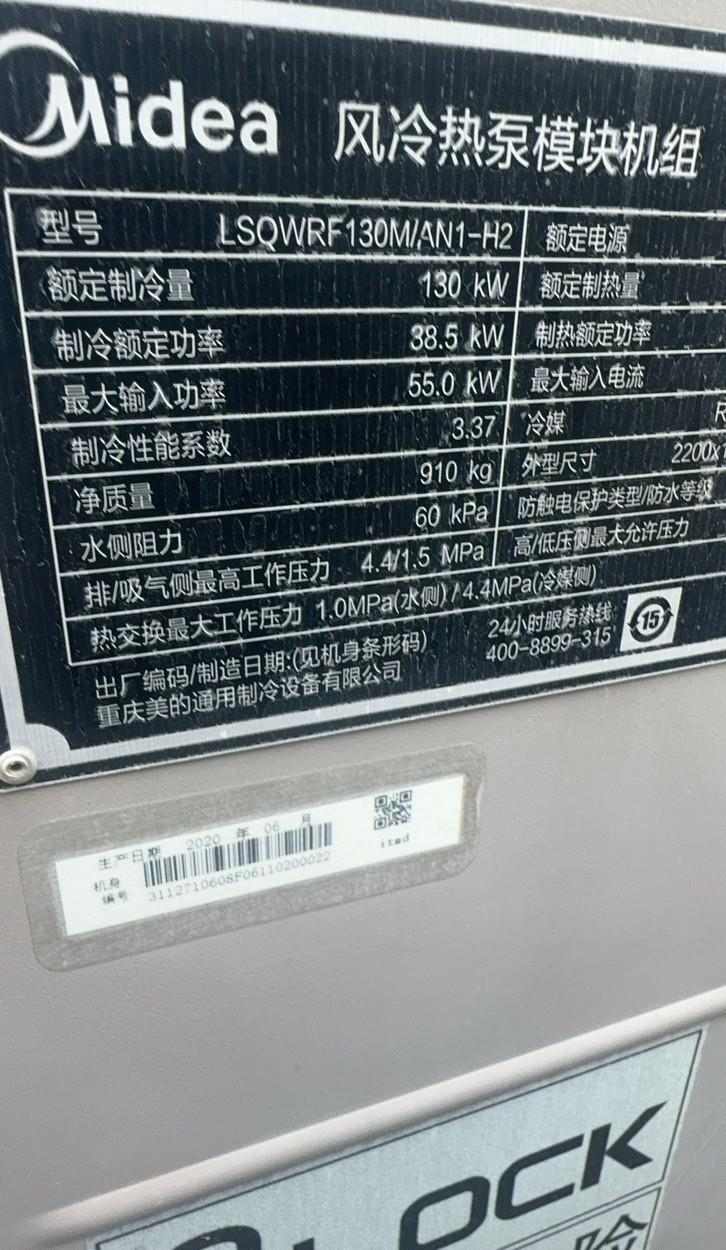 Midea 风冷热泵模块机组
型号 LSQWRF130M/AN1-H2 额定电源
额定制冷量 130 kW 额定制热量
制冷额定功率 38.5 kW 制热额定功率
最大输入功率 55.0 kW 最大输入电流
制冷性能系数 3.37 冷媒 R
净质量 910 kg 外型尺寸 2200x1
水侧阻力 60 kPa 防触电保护类型/防水等级
排/吸气侧最高工作压力 4.4/1.5 MPa 高/低压侧最大允许压力
热交换最大工作压力 1.0MPa(水侧) / 4.4MPa(冷媒侧)
出厂编码/制造日期:(见机身条形码) 24小时服务热线
重庆美的通用制冷设备有限公司 400-8899-315
15
生产日期 2020 年 06 月
机身
编号 3112710608F06110200022
itmd
LOCK
险